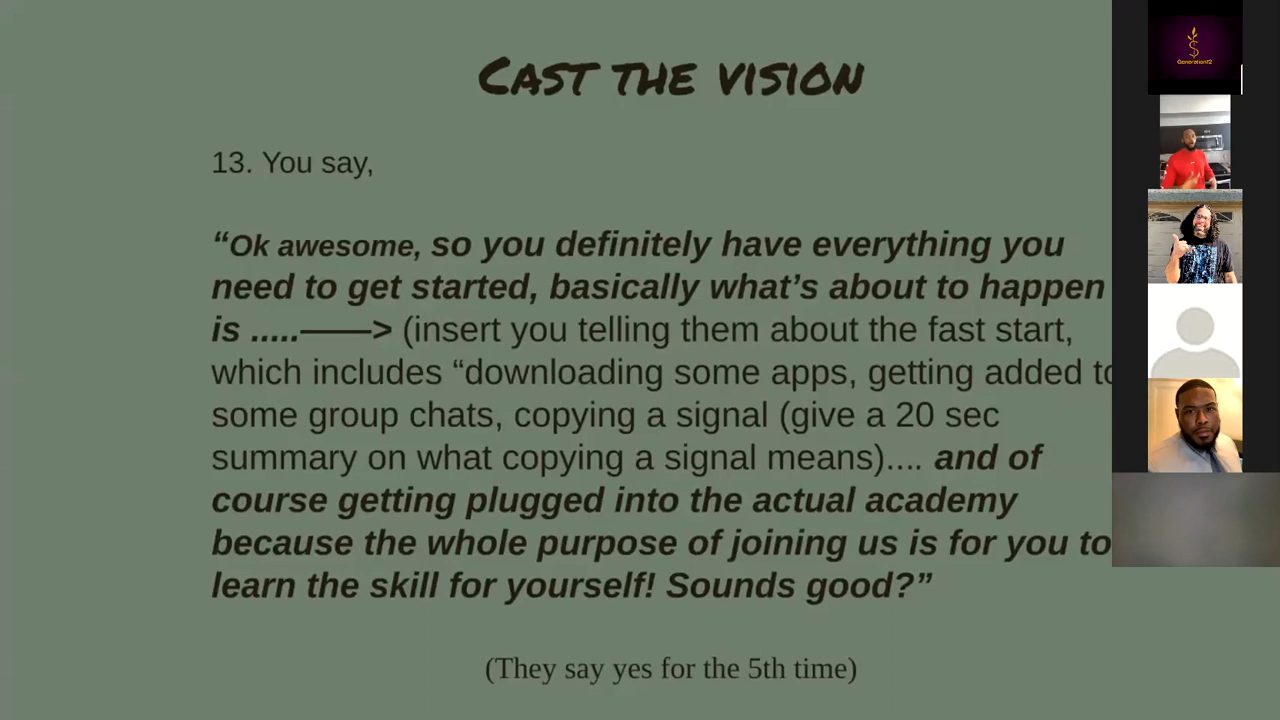 Cast the vision
13. You say,
“Ok awesome, so you definitely have everything you
need to get started, basically what’s about to happen
is .....——> (insert you telling them about the fast start,
which includes “downloading some apps, getting added to
some group chats, copying a signal (give a 20 sec
summary on what copying a signal means).... and of
course getting plugged into the actual academy
because the whole purpose of joining us is for you to
learn the skill for yourself! Sounds good?”
(They say yes for the 5th time)